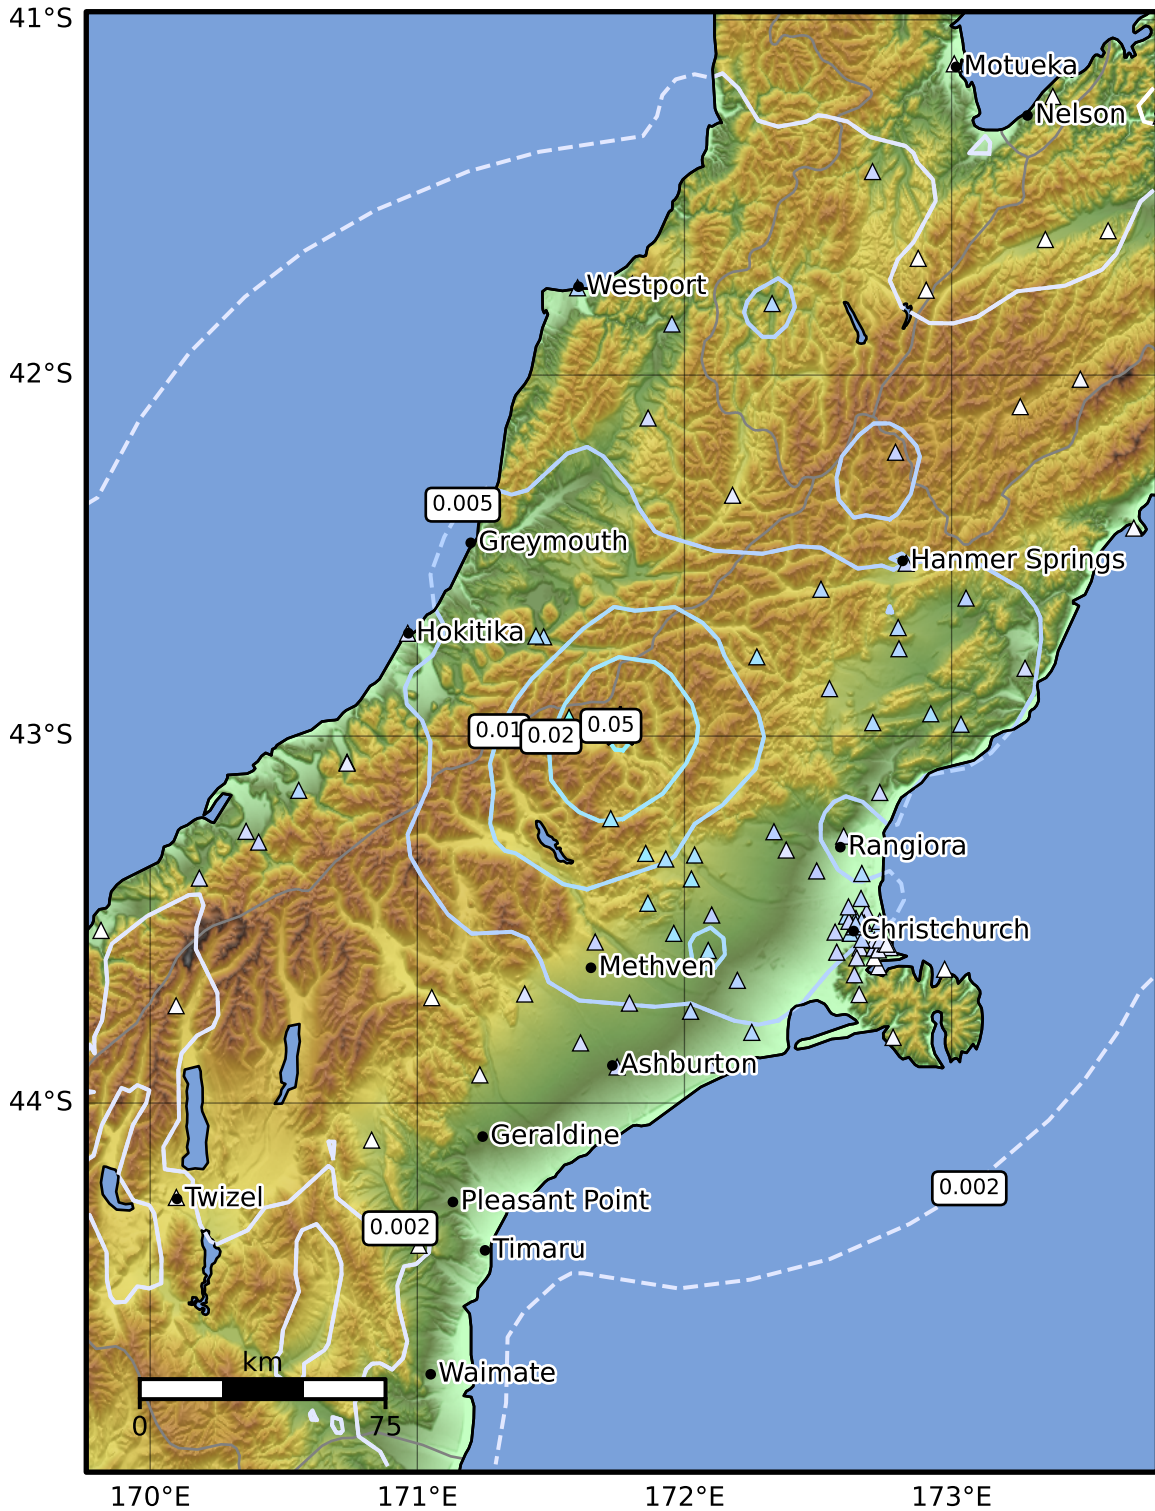 41°S
Motueka
Nelson
Westport
42°S
0.005
Greymouth
Hanmer Springs
Hokitika
0.01
0.02
0.05
43°S
Rangiora
Christchurch
Methven
Ashburton
44°S
Geraldine
0.002
Twizel
Pleasant Point
0.002
Timaru
km
Waimate
0
75
170°E
171°E
172°E
173°E